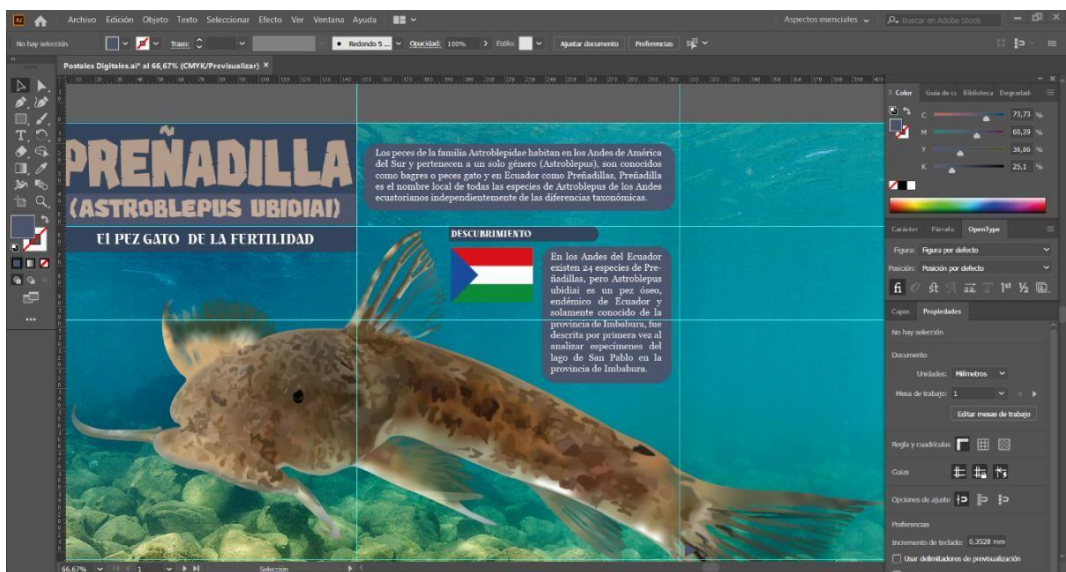 Archivo Edición Objeto Texto Seleccionar Efecto Ver Ventana Ayuda
Aspectos esenciales
Buscar en Adobe Stock
No hay selección
Trazo:
Redondo 5 ...
Opacidad: 100%
Estilo:
Ajustar documento
Preferencias
Postales Digitales.ai* al 66,67% (CMYK/Previsualizar) ×
PREÑADILLA
(ASTROBLEPUS UBIDIAI)
El PEZ GATO DE LA FERTILIDAD
Los peces de la familia Astroblepidae habitan en los Andes de América
del Sur y pertenecen a un solo género (Astroblepus), son conocidos
como bagres o peces gato y en Ecuador como Preñadillas, Preñadilla
es el nombre local de todas las especies de Astroblepus de los Andes
ecuatorianos independientemente de las diferencias taxonómicas.
DESCUBRIMIENTO
En los Andes del Ecuador
existen 24 especies de Pre-
ñadillas, pero Astroblepus
ubidiai es un pez óseo,
endémico de Ecuador y
solamente conocido de la
provincia de Imbabura, fue
descrita por primera vez al
analizar especímenes del
lago de San Pablo en la
provincia de Imbabura.
Color Guía de cc Biblioteca Degradad
C 73,73 %
M 60,39 %
Y 36,86 %
K 25,1 %
Carácter Párrafo OpenType
Figura: Figura por defecto
Posición: Posición por defecto
Capas Propiedades
No hay selección
Documento
Unidades: Milímetros
Mesa de trabajo: 1
Editar mesas de trabajo
Regla y cuadrículas
Guías
Opciones de ajuste
Preferencias
Incremento de teclado: 0,3528 mm
Usar delimitadores de previsualización
66,67% 1 Selección